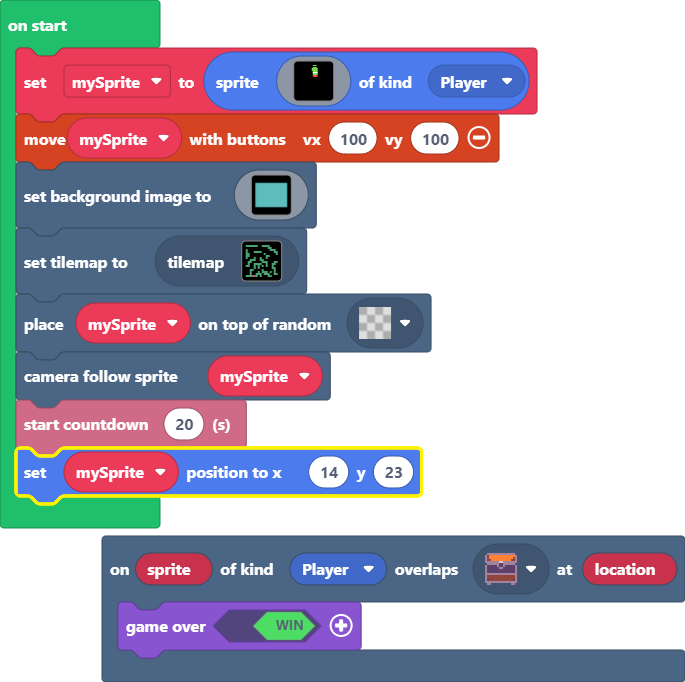 on start
set mySprite to sprite of kind Player
move mySprite with buttons vx 100 vy 100
set background image to
set tilemap to tilemap
place mySprite on top of random
camera follow sprite mySprite
start countdown 20 (s)
set mySprite position to x 14 y 23
on sprite of kind Player overlaps at location
game over WIN